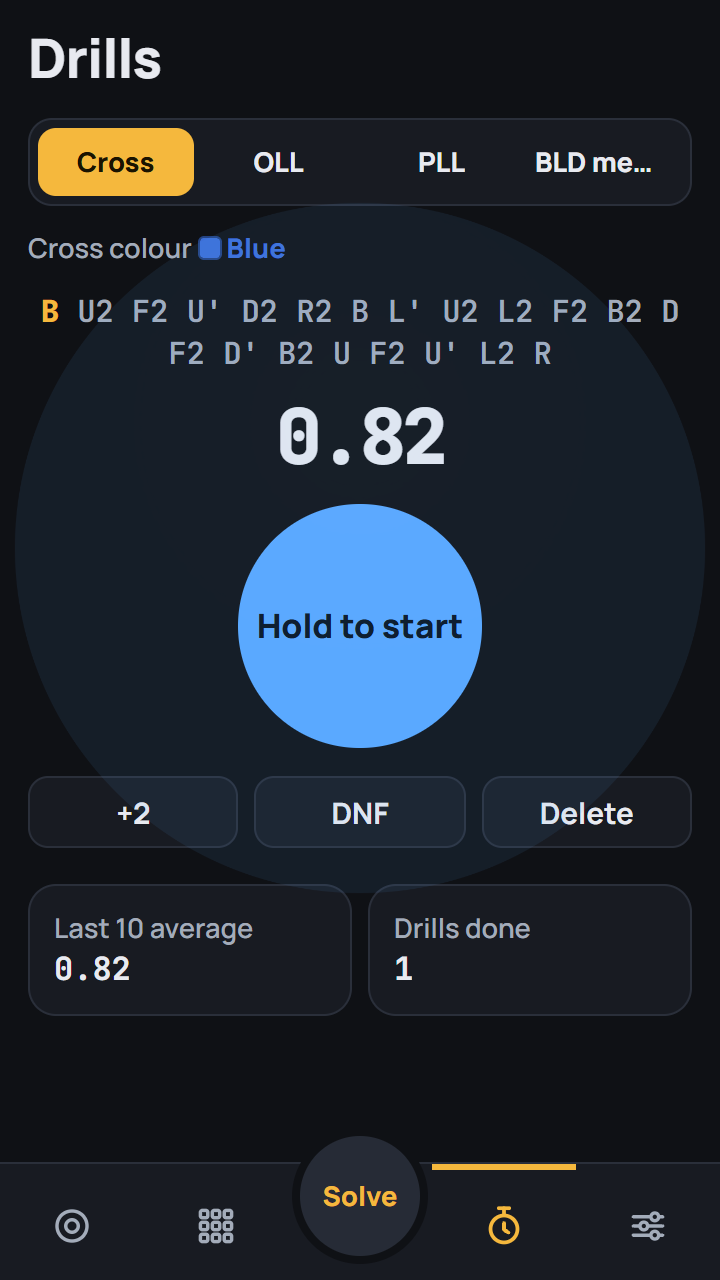 Drills
Cross OLL PLL BLD me…
Cross colour Blue
B U2 F2 U' D2 R2 B L' U2 L2 F2 B2 D
F2 D' B2 U F2 U' L2 R
0.82
Hold to start
+2 DNF Delete
Last 10 average Drills done
0.82 1
Solve